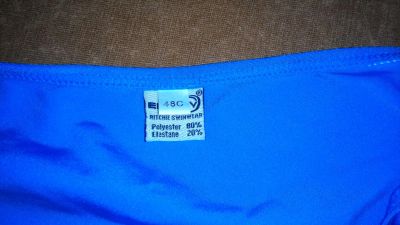 48C
RITCHIE SWIMWEAR
Polyester 80%
Elastane 20%